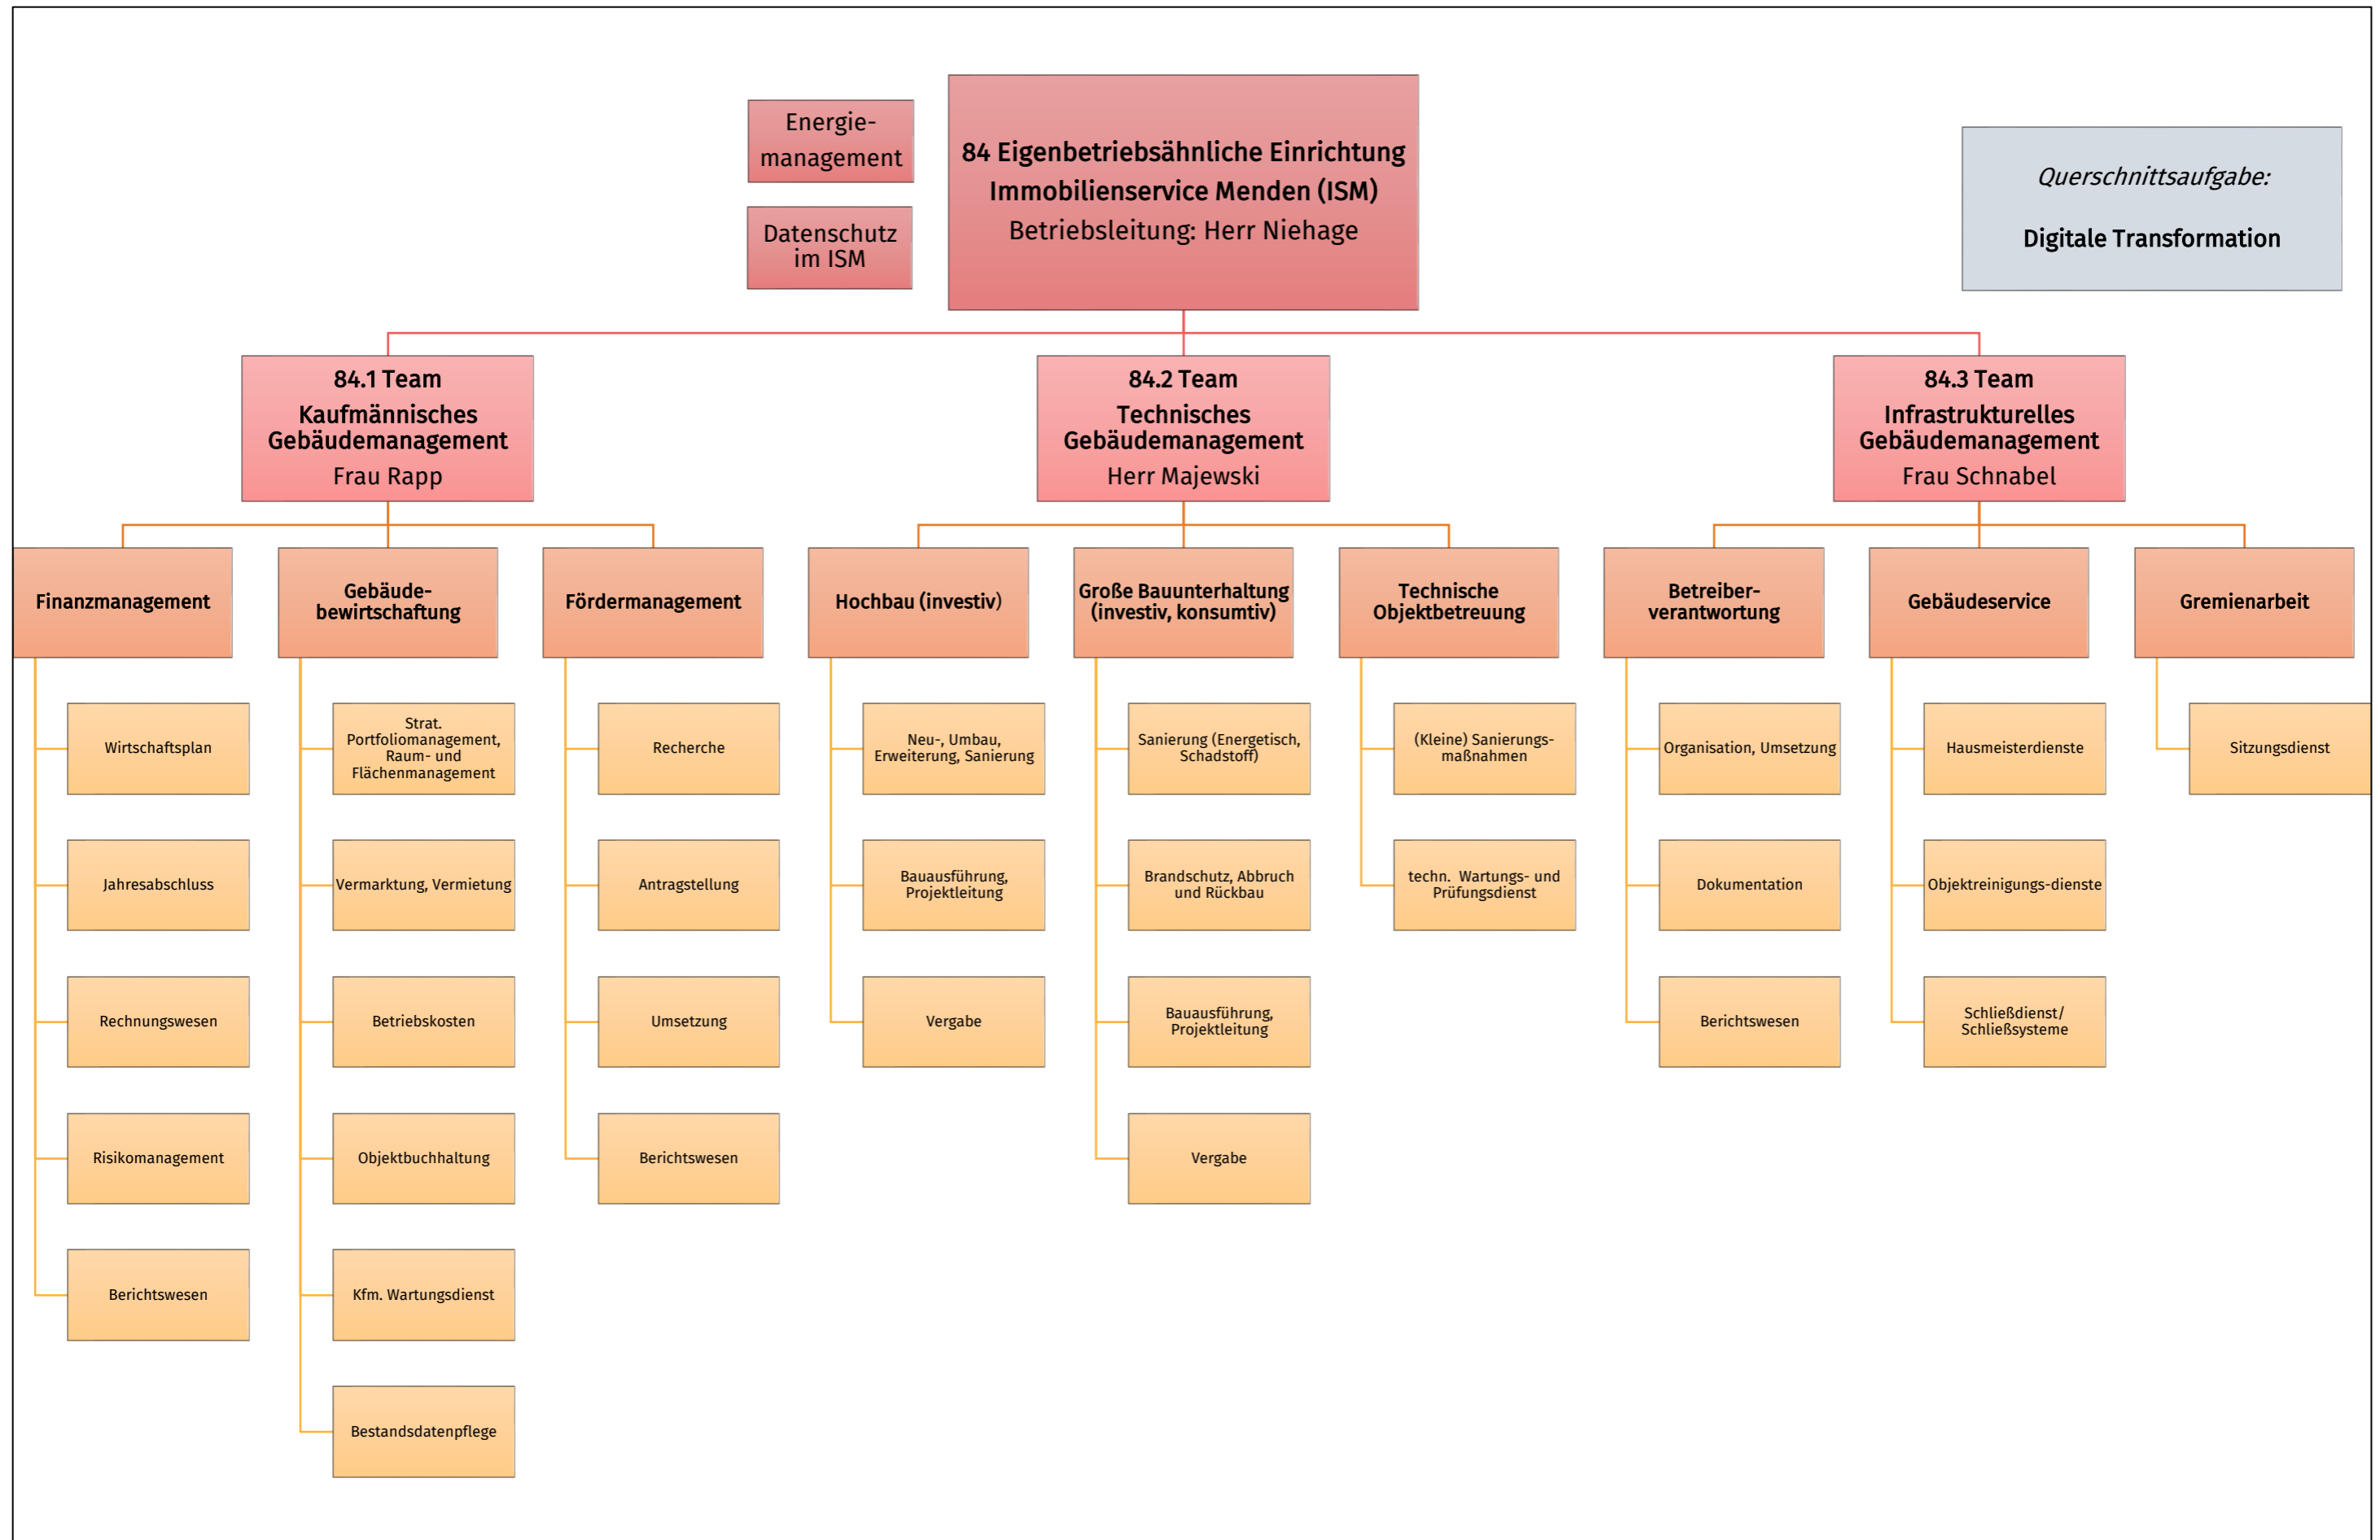 Energie-
management
Datenschutz
im ISM
84 Eigenbetriebsähnliche Einrichtung
Immobilienservice Menden (ISM)
Betriebsleitung: Herr Niehage
Querschnittsaufgabe:
Digitale Transformation
84.1 Team
Kaufmännisches
Gebäudemanagement
Frau Rapp
84.2 Team
Technisches
Gebäudemanagement
Herr Majewski
84.3 Team
Infrastrukturelles
Gebäudemanagement
Frau Schnabel
Finanzmanagement
Wirtschaftsplan
Jahresabschluss
Rechnungswesen
Risikomanagement
Berichtswesen
Gebäude-
bewirtschaftung
Strat.
Portfoliomanagement,
Raum- und
Flächenmanagement
Vermarktung, Vermietung
Betriebskosten
Objektbuchhaltung
Kfm. Wartungsdienst
Bestandsdatenpflege
Fördermanagement
Recherche
Antragstellung
Umsetzung
Berichtswesen
Hochbau (investiv)
Neu-, Umbau,
Erweiterung, Sanierung
Bauausführung,
Projektleitung
Vergabe
Große Bauunterhaltung
(investiv, konsumtiv)
Sanierung (Energetisch,
Schadstoff)
Brandschutz, Abbruch
und Rückbau
Bauausführung,
Projektleitung
Vergabe
Technische
Objektbetreuung
(Kleine) Sanierungs-
maßnahmen
techn. Wartungs- und
Prüfungsdienst
Betreiber-
verantwortung
Organisation, Umsetzung
Dokumentation
Berichtswesen
Gebäudeservice
Hausmeisterdienste
Objektreinigungs-dienste
Schließdienst/
Schließsysteme
Gremienarbeit
Sitzungsdienst